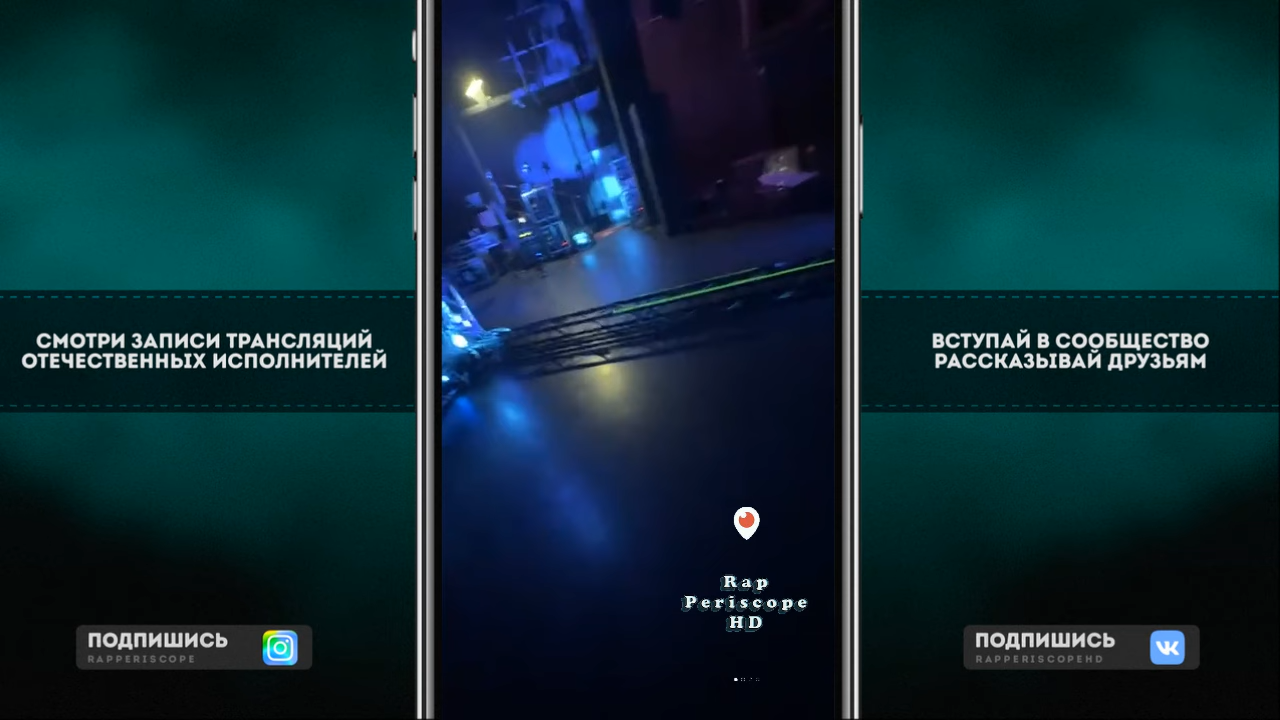 СМОТРИ ЗАПИСИ ТРАНСЛЯЦИЙ
ОТЕЧЕСТВЕННЫХ ИСПОЛНИТЕЛЕЙ
ВСТУПАЙ В СООБЩЕСТВО
РАССКАЗЫВАЙ ДРУЗЬЯМ
Rap
Periscope
HD
ПОДПИШИСЬ
RAPPERISCOPE
ПОДПИШИСЬ
RAPPERISCOPEHD